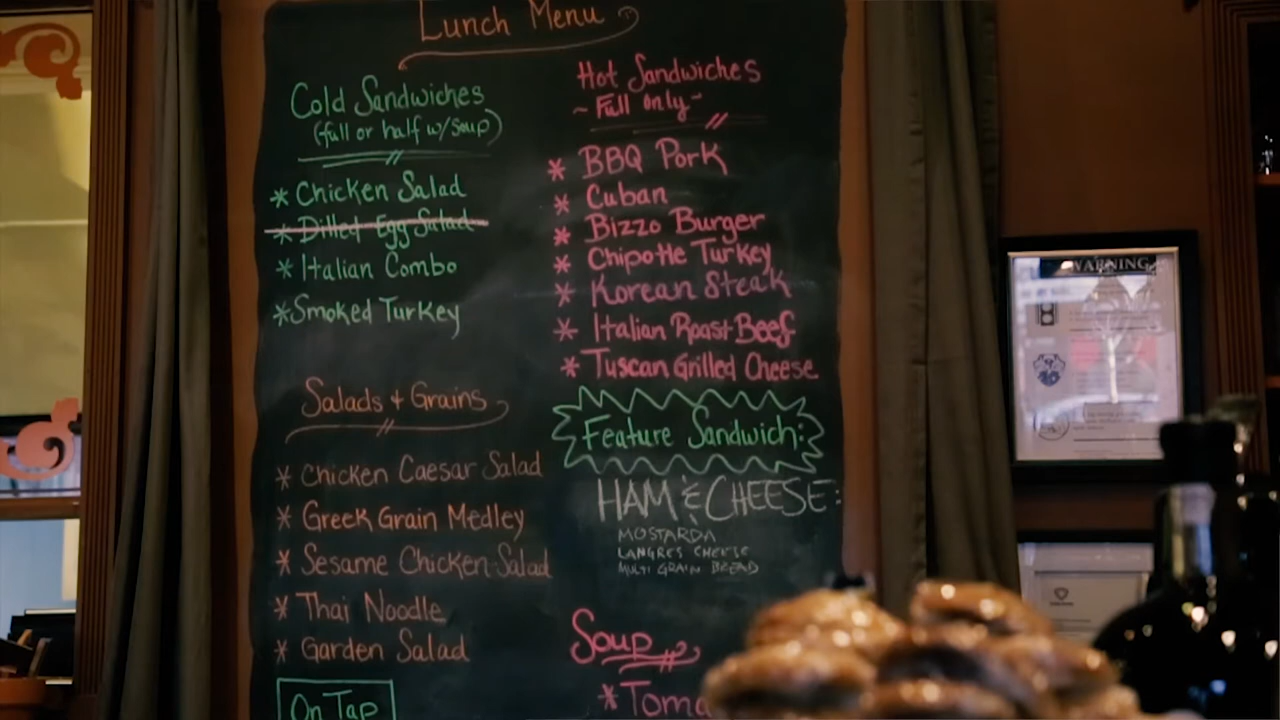 Lunch Menu
Cold Sandwiches
(full or half w/soup)
* Chicken Salad
* Dilled Egg Salad
* Italian Combo
* Smoked Turkey
Salads + Grains
* Chicken Caesar Salad
* Greek Grain Medley
* Sesame Chicken Salad
* Thai Noodle
* Garden Salad
On Tap
Hot Sandwiches
~ Full only ~
* BBQ Pork
* Cuban
* Bizzo Burger
* Chipotle Turkey
* Korean Steak
* Italian Roast Beef
* Tuscan Grilled Cheese
Feature Sandwich:
HAM & CHEESE:
MOSTARDA
LANGRES CHEESE
MULTI GRAIN BREAD
Soup
* Toma
WARNING